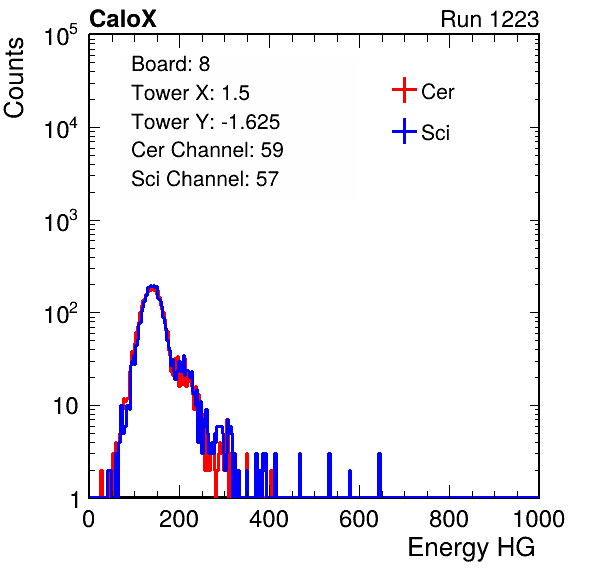 CaloX Run 1223
Counts
10^5
10^4
10^3
10^2
10
1
Board: 8
Tower X: 1.5
Tower Y: -1.625
Cer Channel: 59
Sci Channel: 57
Cer
Sci
0 200 400 600 800 1000
Energy HG